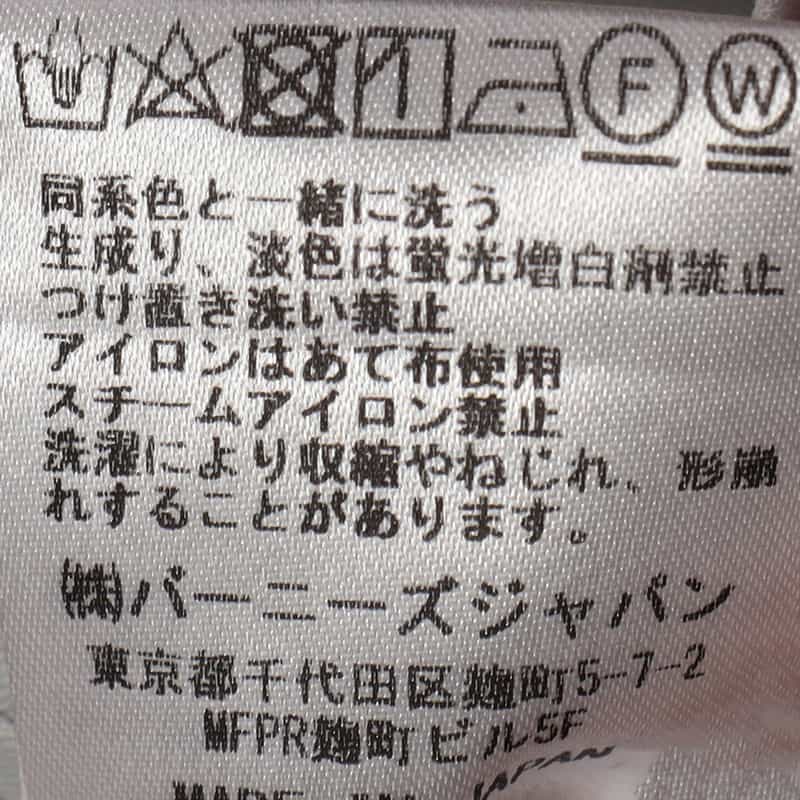 F W
同系色と一緒に洗う
生成り、淡色は蛍光増白剤禁止
つけ置き洗い禁止
アイロンはあて布使用
スチームアイロン禁止
洗濯により収縮やねじれ、形崩
れすることがあります。
㈱バーニーズジャパン
東京都千代田区麹町5-7-2
MFPR麹町ビル5F
MADE IN JAPAN